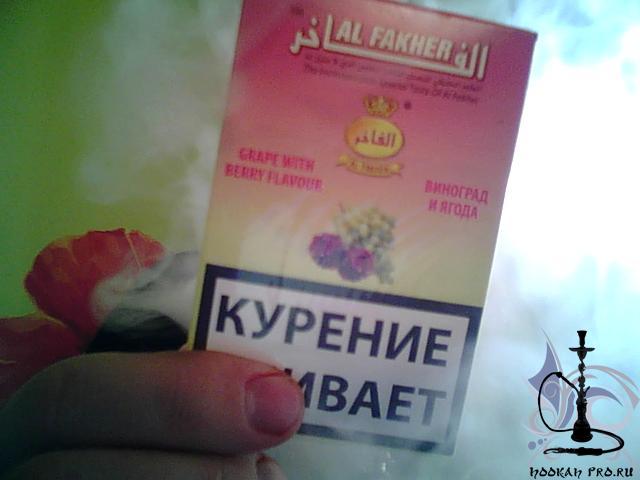 AL FAKHER
الفاخر
الفاخر
GRAPE WITH
BERRY FLAVOUR
ВИНОГРАД
И ЯГОДА
КУРЕНИЕ
ИВАЕТ
HOOKAH PRO.RU